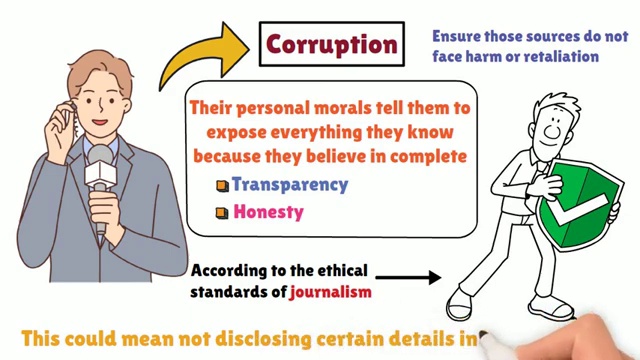 Corruption
Ensure those sources do not
face harm or retaliation
Their personal morals tell them to
expose everything they know
because they believe in complete
Transparency
Honesty
According to the ethical
standards of journalism
This could mean not disclosing certain details in